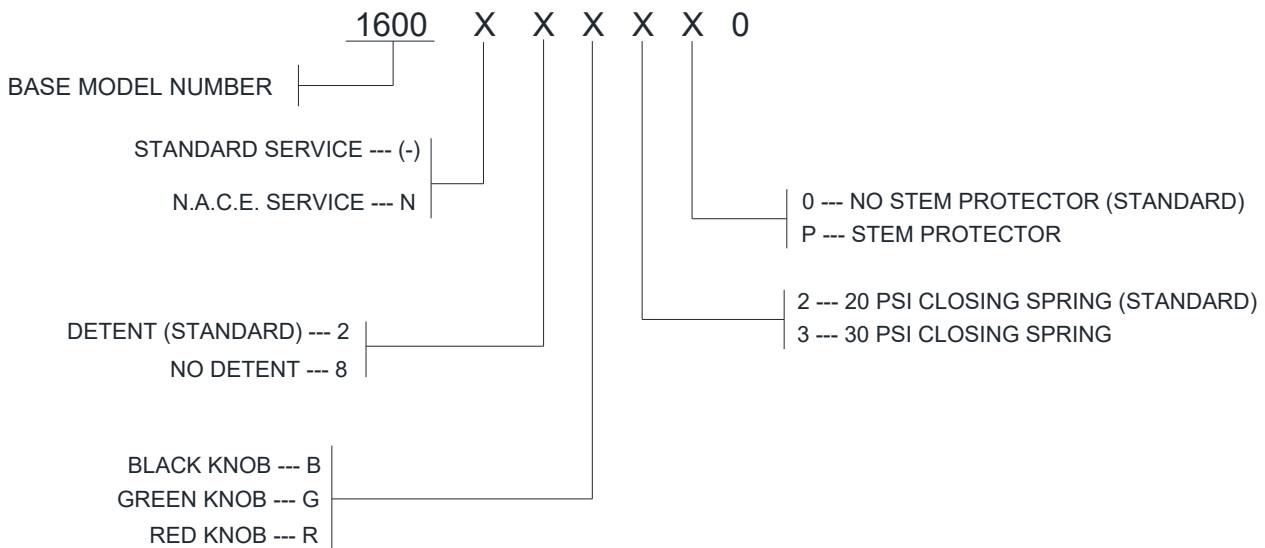 1600 X X X X X 0
BASE MODEL NUMBER
STANDARD SERVICE --- (-)
N.A.C.E. SERVICE --- N
0 --- NO STEM PROTECTOR (STANDARD)
P --- STEM PROTECTOR
2 --- 20 PSI CLOSING SPRING (STANDARD)
3 --- 30 PSI CLOSING SPRING
DETENT (STANDARD) --- 2
NO DETENT --- 8
BLACK KNOB --- B
GREEN KNOB --- G
RED KNOB --- R